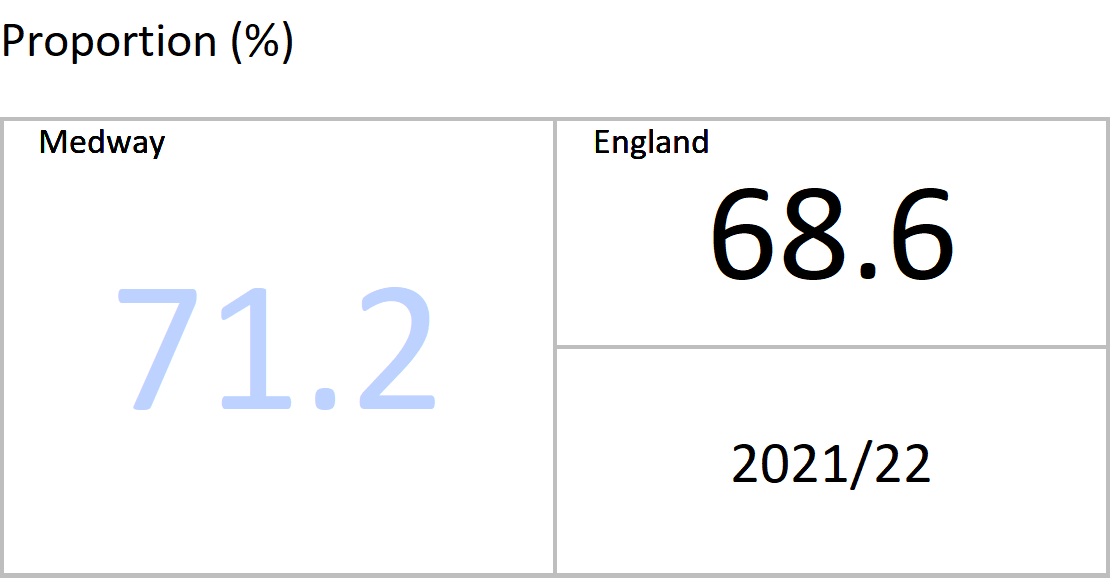 Proportion (%)
Medway
71.2
England
68.6
2021/22